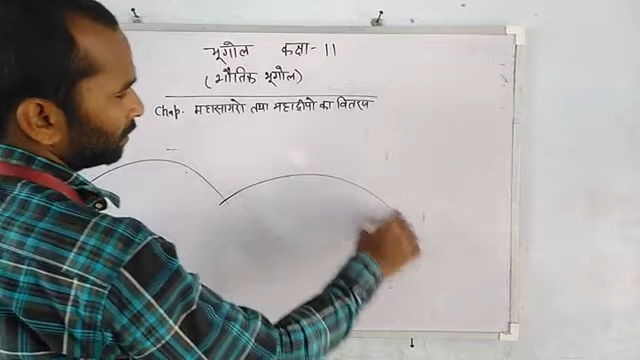 भूगोल कक्षा - 11
(भौतिक भूगोल)
Chap. महासागरो तथा महाद्वीपो का वितरण